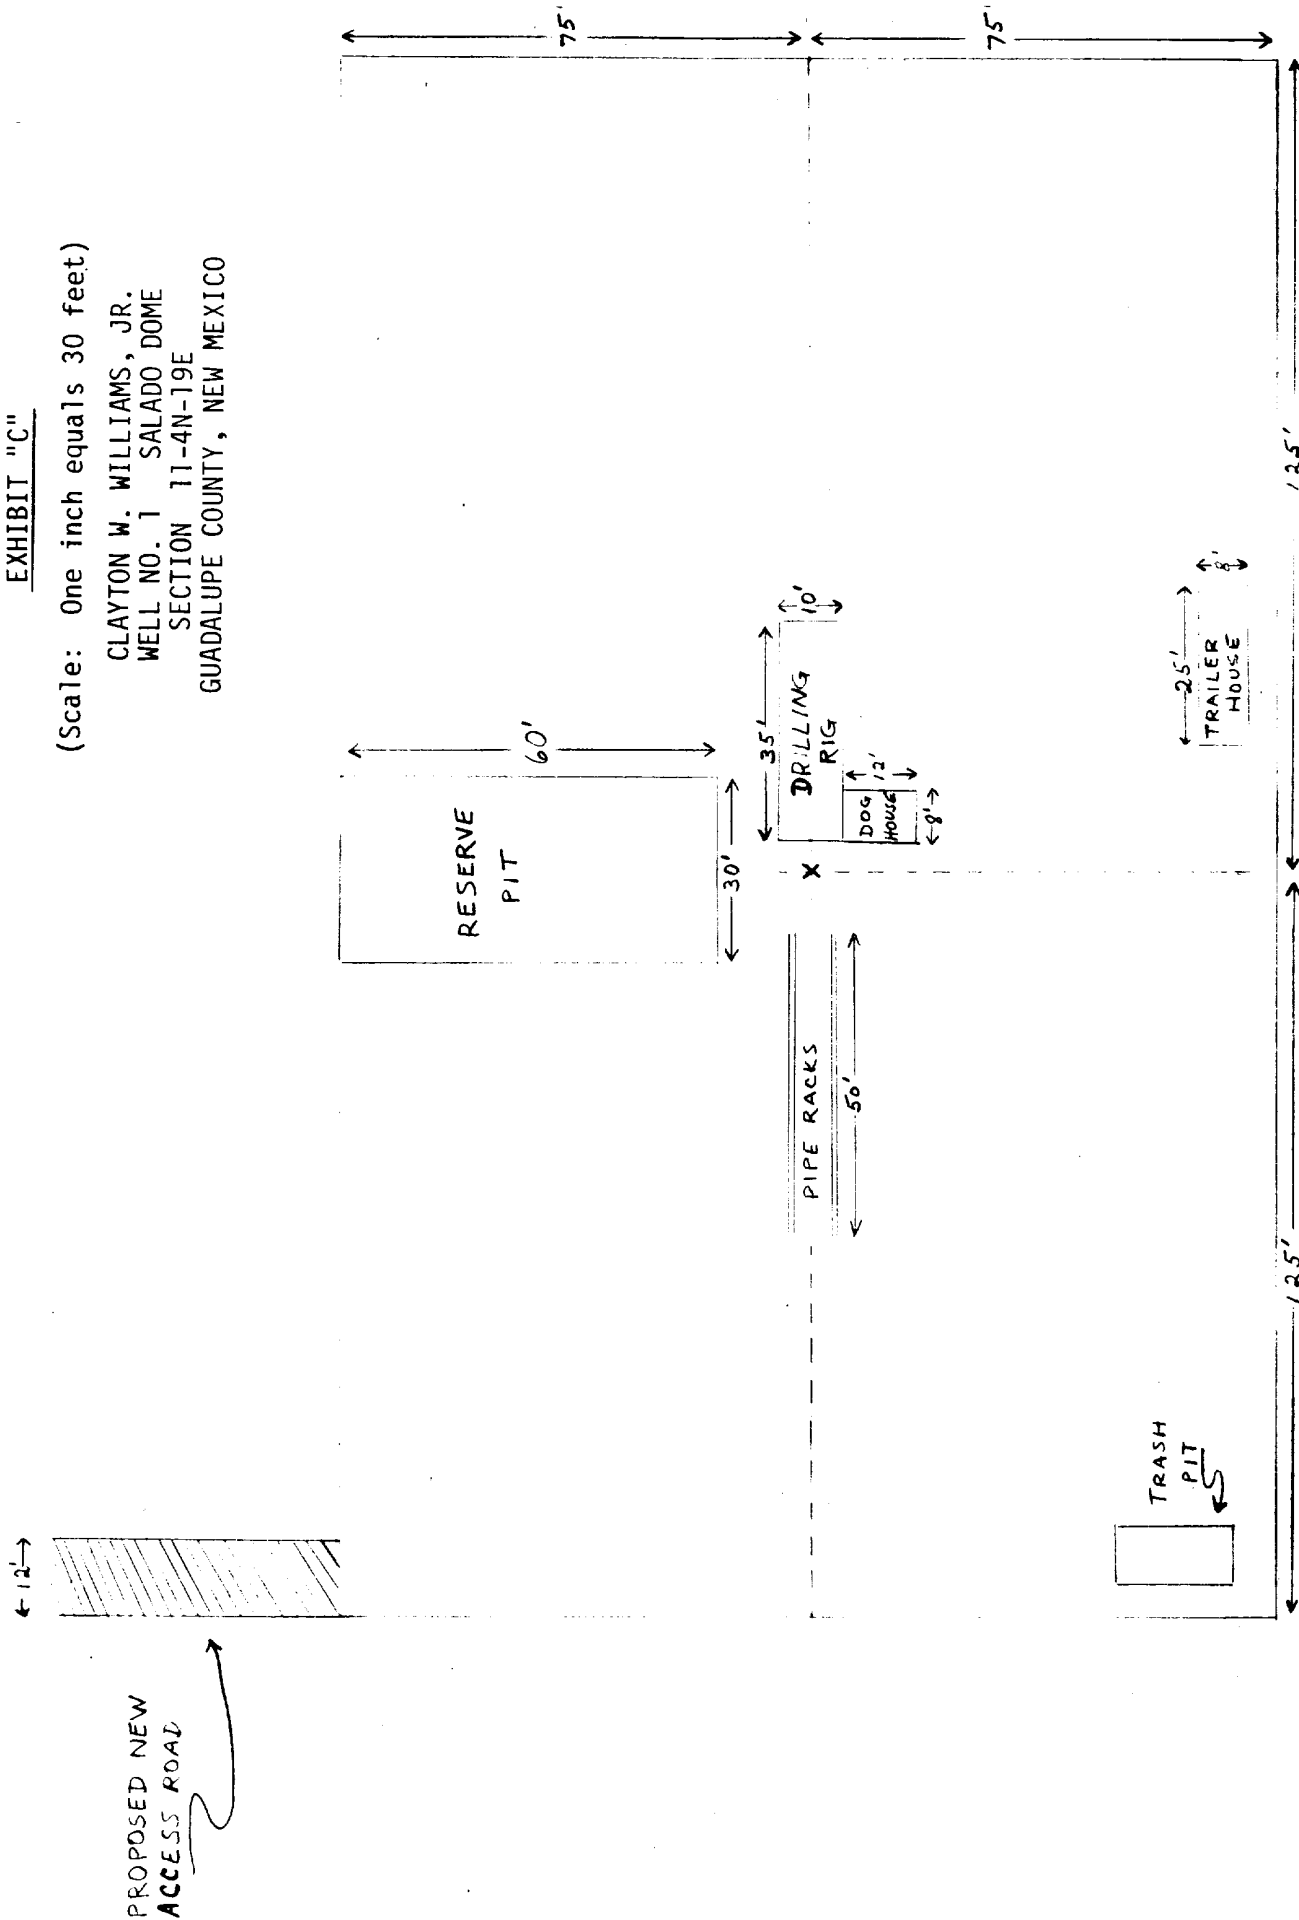 EXHIBIT "C"
(Scale: One inch equals 30 feet)
CLAYTON W. WILLIAMS, JR.
WELL NO. 1 SALADO DOME
SECTION 11-4N-19E
GUADALUPE COUNTY, NEW MEXICO
12'
PROPOSED NEW
ACCESS ROAD
75'
75'
60'
RESERVE
PIT
30'
35'
10'
DRILLING
RIG
DOG
HOUSE
12'
8'
X
PIPE RACKS
50'
25'
8'
TRAILER
HOUSE
TRASH
PIT
125'
125'